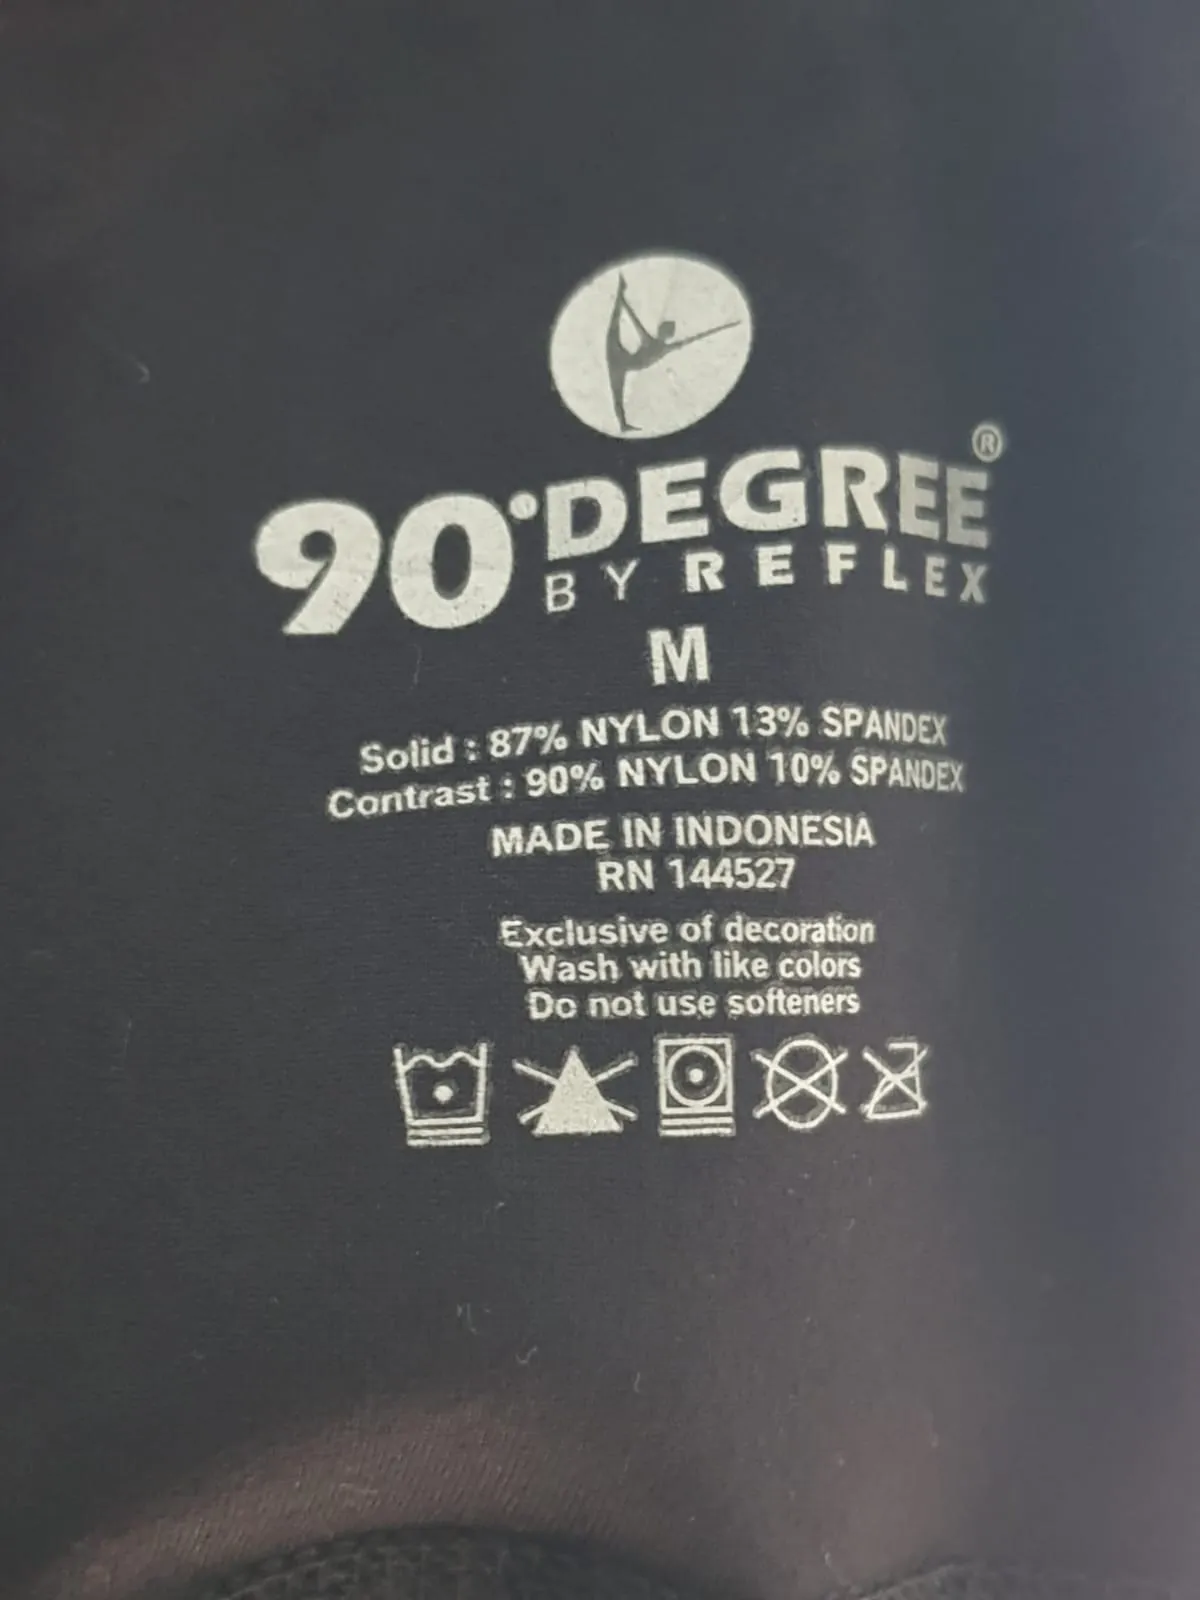 90°DEGREE®
BY REFLEX
M
Solid : 87% NYLON 13% SPANDEX
Contrast : 90% NYLON 10% SPANDEX
MADE IN INDONESIA
RN 144527
Exclusive of decoration
Wash with like colors
Do not use softeners